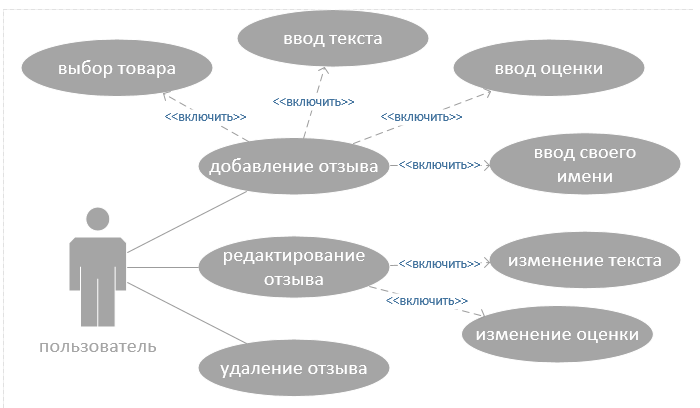 ввод текста
выбор товара
ввод оценки
<<включить>>
<<включить>>
<<включить>>
добавление отзыва
<<включить>>
ввод своего
имени
редактирование
отзыва
<<включить>>
изменение текста
<<включить>>
изменение оценки
пользователь
удаление отзыва